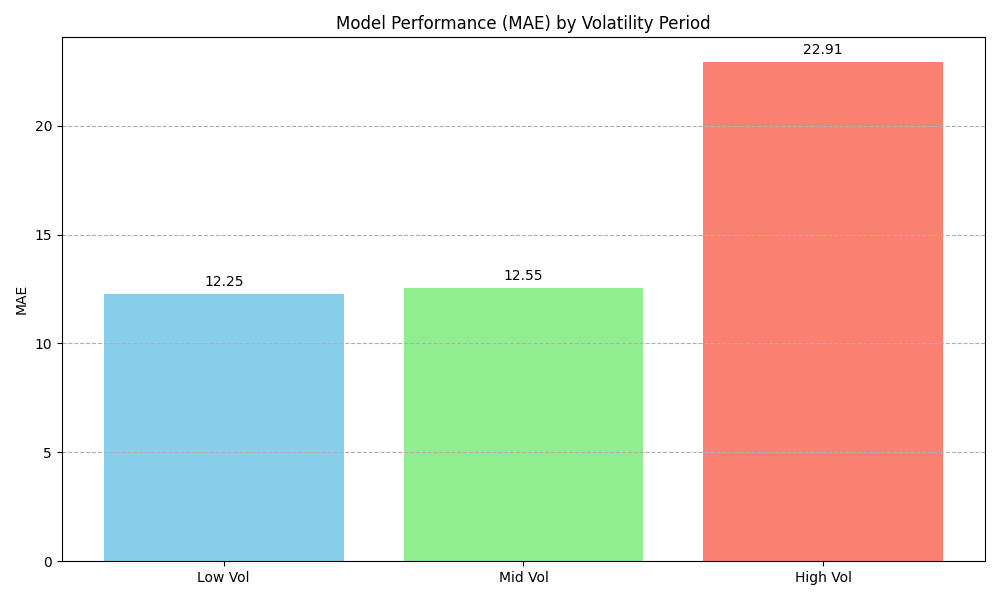 Model Performance (MAE) by Volatility Period
22.91
20
15
12.25
12.55
MAE
10
5
0
Low Vol
Mid Vol
High Vol